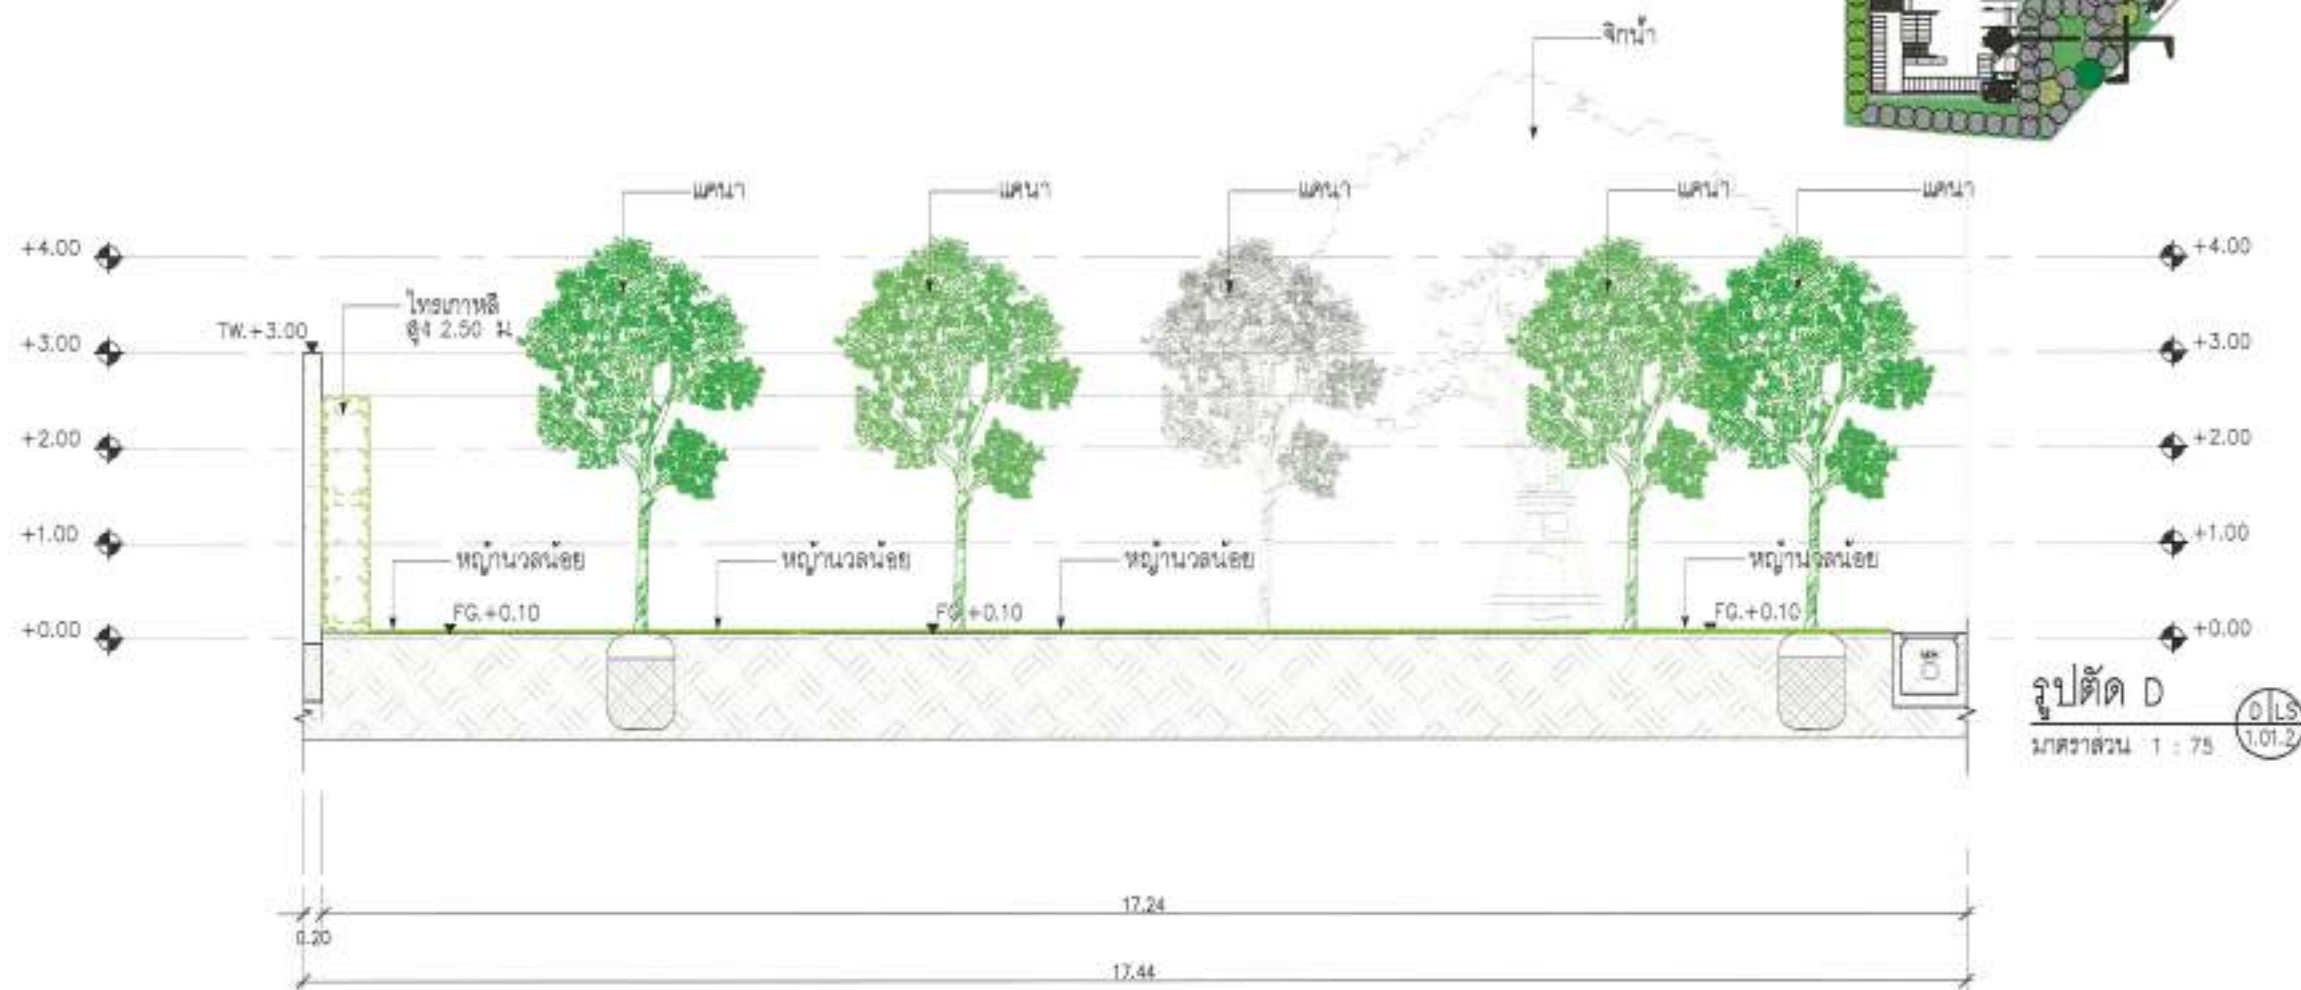 จิกน้ำ
แคนา
แคนา
แคนา
แคนา
แคนา
+4.00
+4.00
ไทรเกาหลี
สูง 2.50 ม.
TW.+3.00
+3.00
+3.00
+2.00
+2.00
+1.00
+1.00
หญ้านวลน้อย
หญ้านวลน้อย
หญ้านวลน้อย
หญ้านวลน้อย
FG.+0.10
FG.+0.10
FG.+0.10
+0.00
+0.00
MH
รูปตัด D
D LS
1.01.2
มาตราส่วน 1 : 75
17.24
0.20
17.44